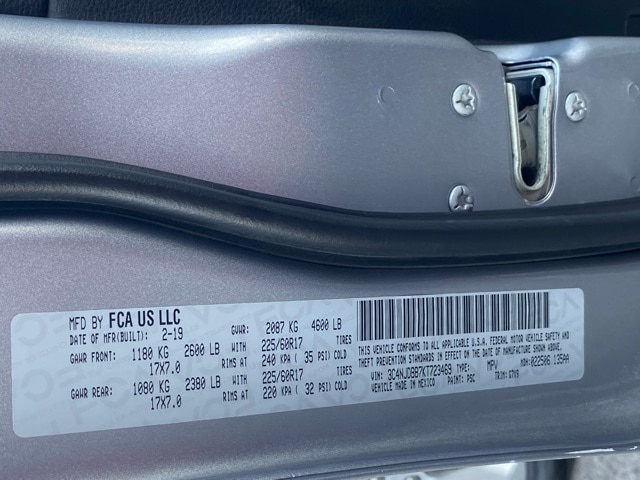 MFD BY FCA US LLC
DATE OF MFR(BUILT): 2-19 GVWR: 2087 KG 4600 LB
GAWR FRONT: 1180 KG 2600 LB WITH 225/60R17 TIRES
17X7.0 RIMS AT 240 KPA ( 35 PSI) COLD
GAWR REAR: 1080 KG 2380 LB WITH 225/60R17 TIRES
17X7.0 RIMS AT 220 KPA ( 32 PSI) COLD
THIS VEHICLE CONFORMS TO ALL APPLICABLE U.S.A. FEDERAL MOTOR VEHICLE SAFETY AND
THEFT PREVENTION STANDARDS IN EFFECT ON THE DATE OF MANUFACTURE SHOWN ABOVE.
VIN: 3C4NJDBB7KT723469 TYPE: MPV MDH: 022506 135AA
VEHICLE MADE IN MEXICO PAINT: PSC TRIM: